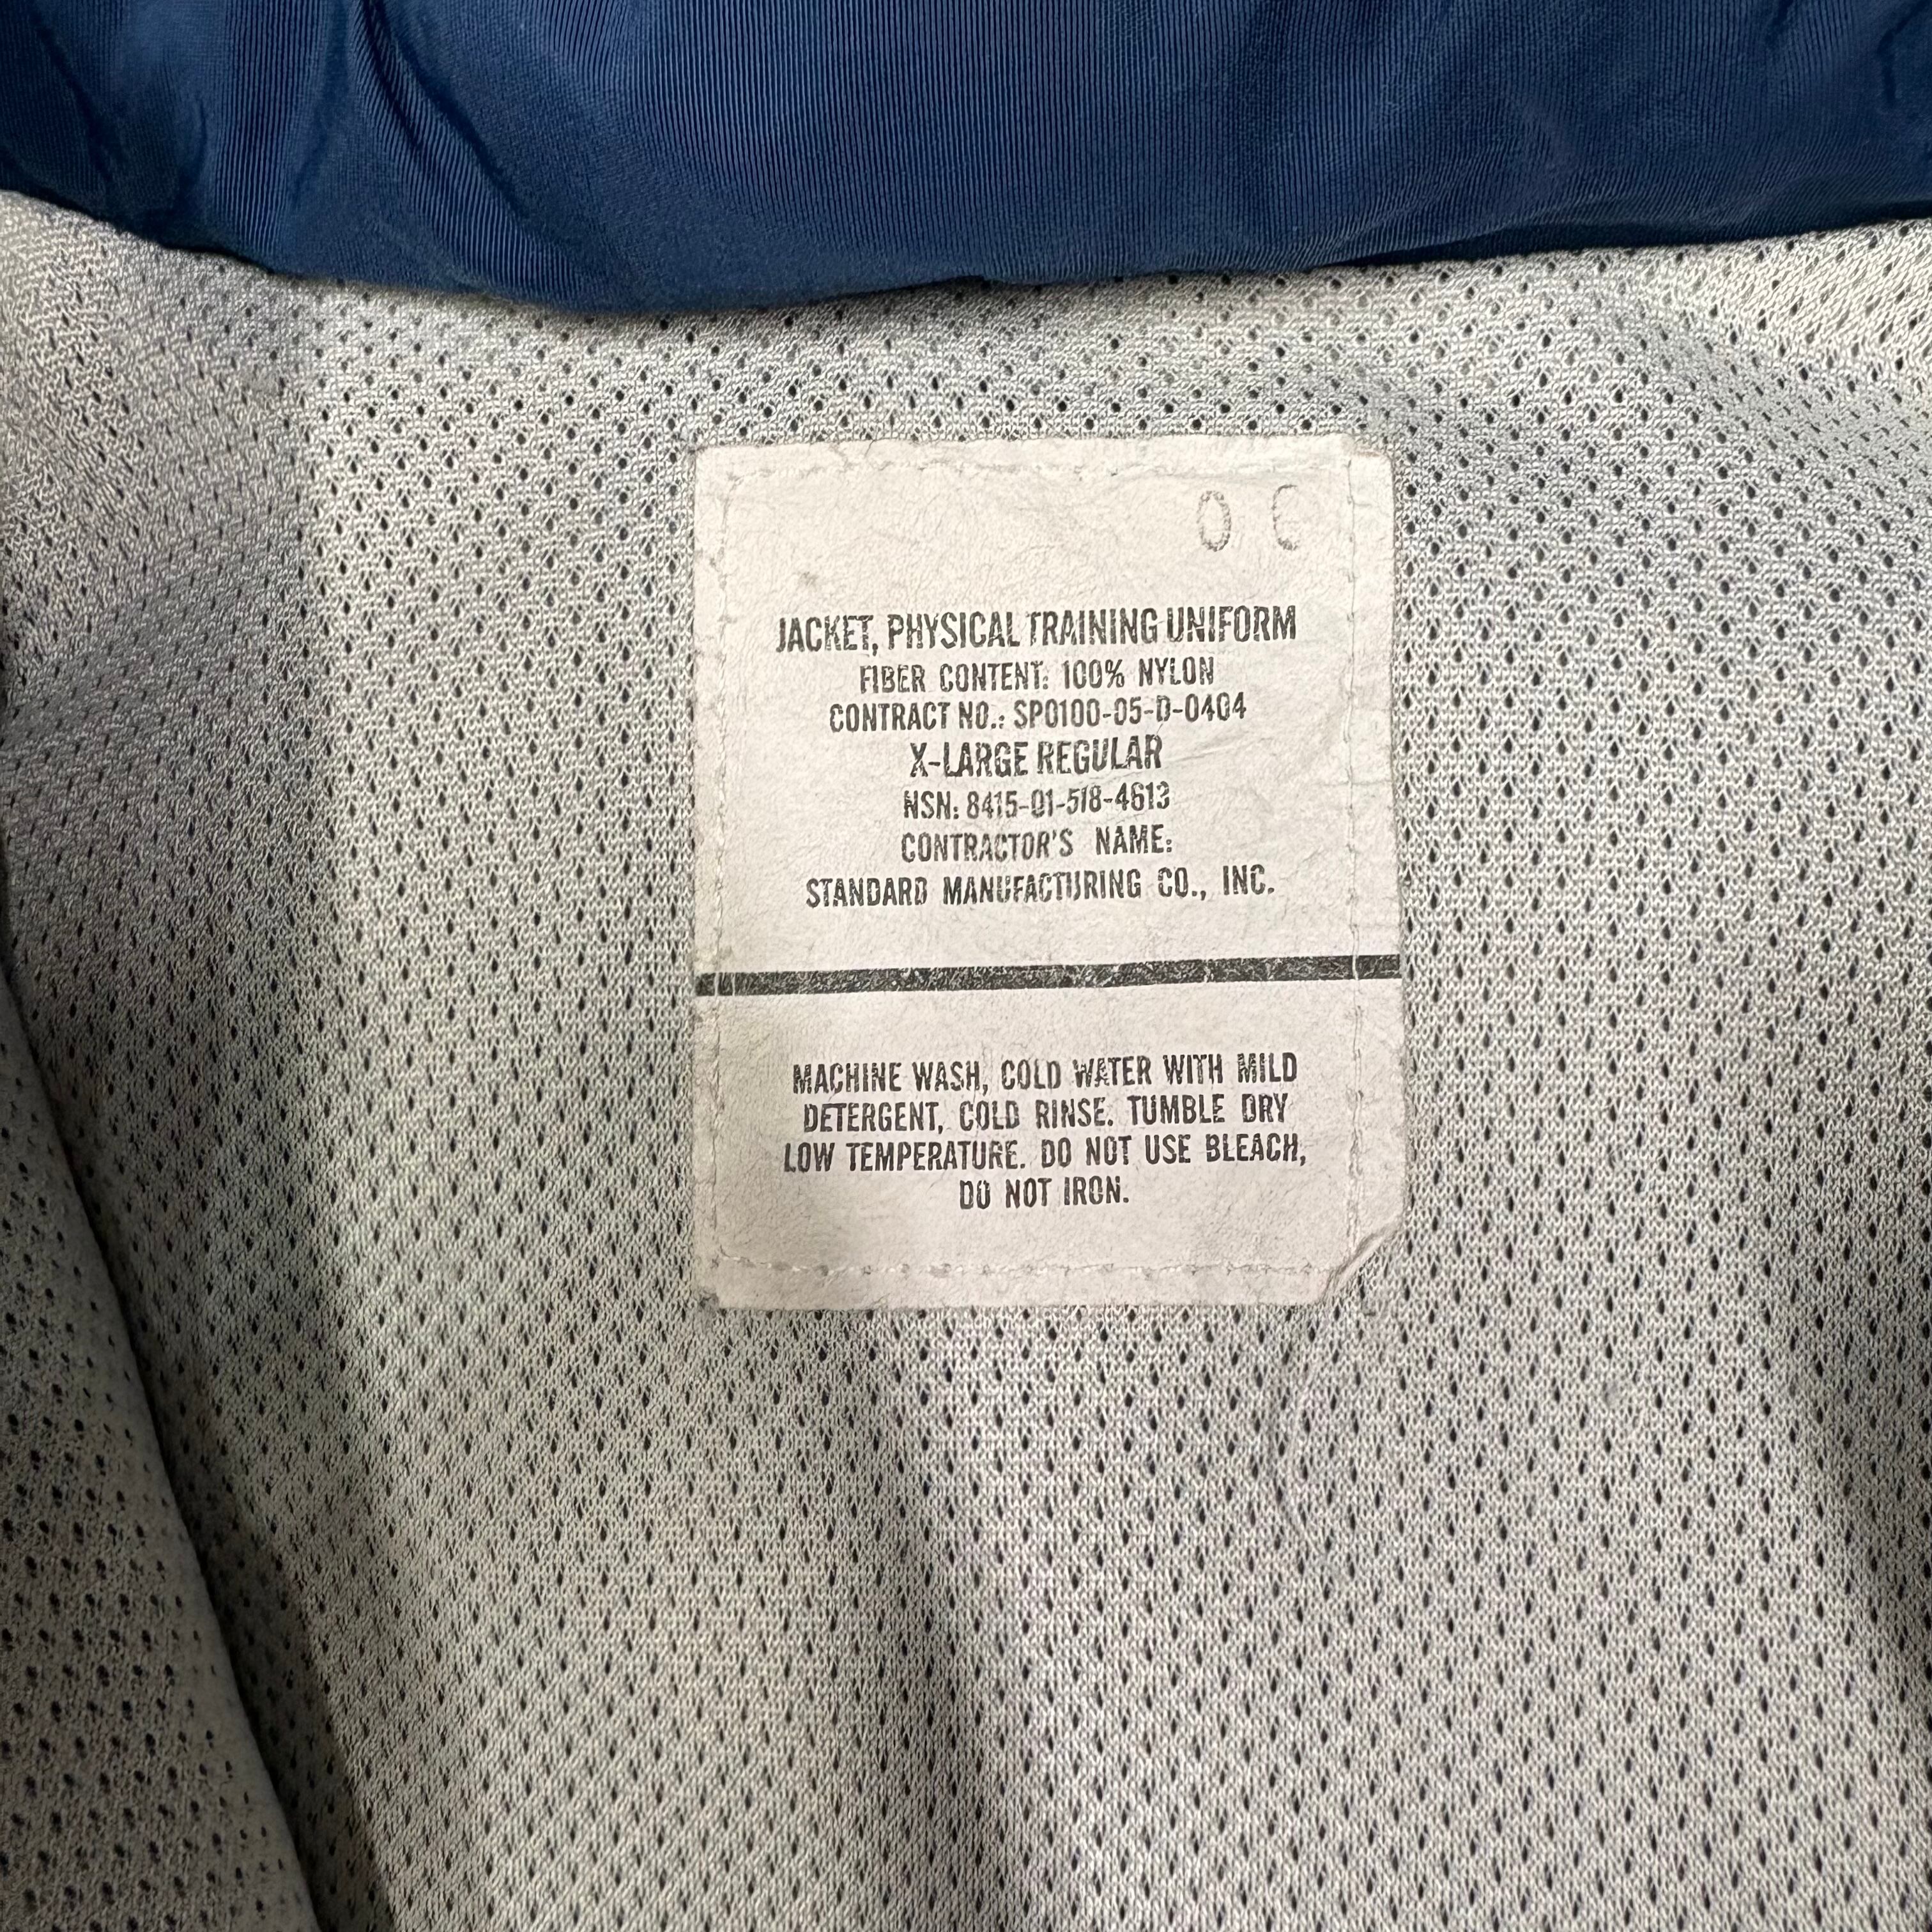 JACKET, PHYSICAL TRAINING UNIFORM
FIBER CONTENT: 100% NYLON
CONTRACT NO.: SP0100-05-D-0404
X-LARGE REGULAR
NSN: 8415-01-518-4613
CONTRACTOR'S NAME:
STANDARD MANUFACTURING CO., INC.
MACHINE WASH, COLD WATER WITH MILD
DETERGENT, COLD RINSE. TUMBLE DRY
LOW TEMPERATURE. DO NOT USE BLEACH,
DO NOT IRON.